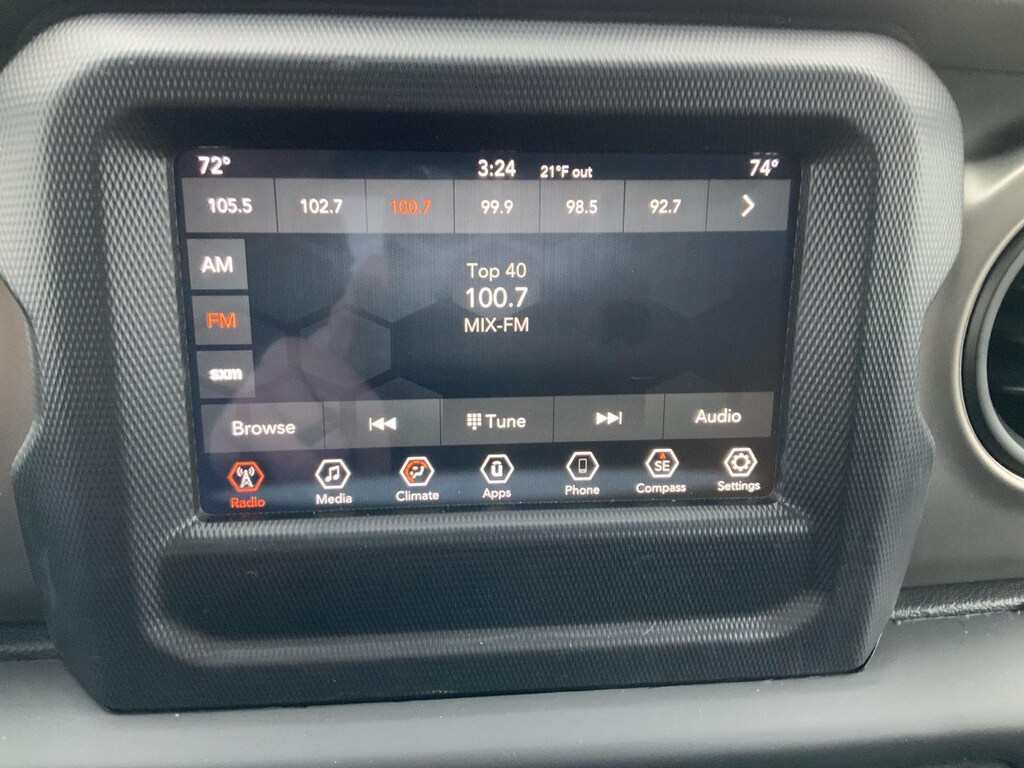 72° 3:24 21°F out 74°
105.5 102.7 100.7 99.9 98.5 92.7
AM
Top 40
100.7
FM
MIX-FM
sxm
Browse Tune Audio
SE
Radio Media Climate Apps Phone Compass Settings